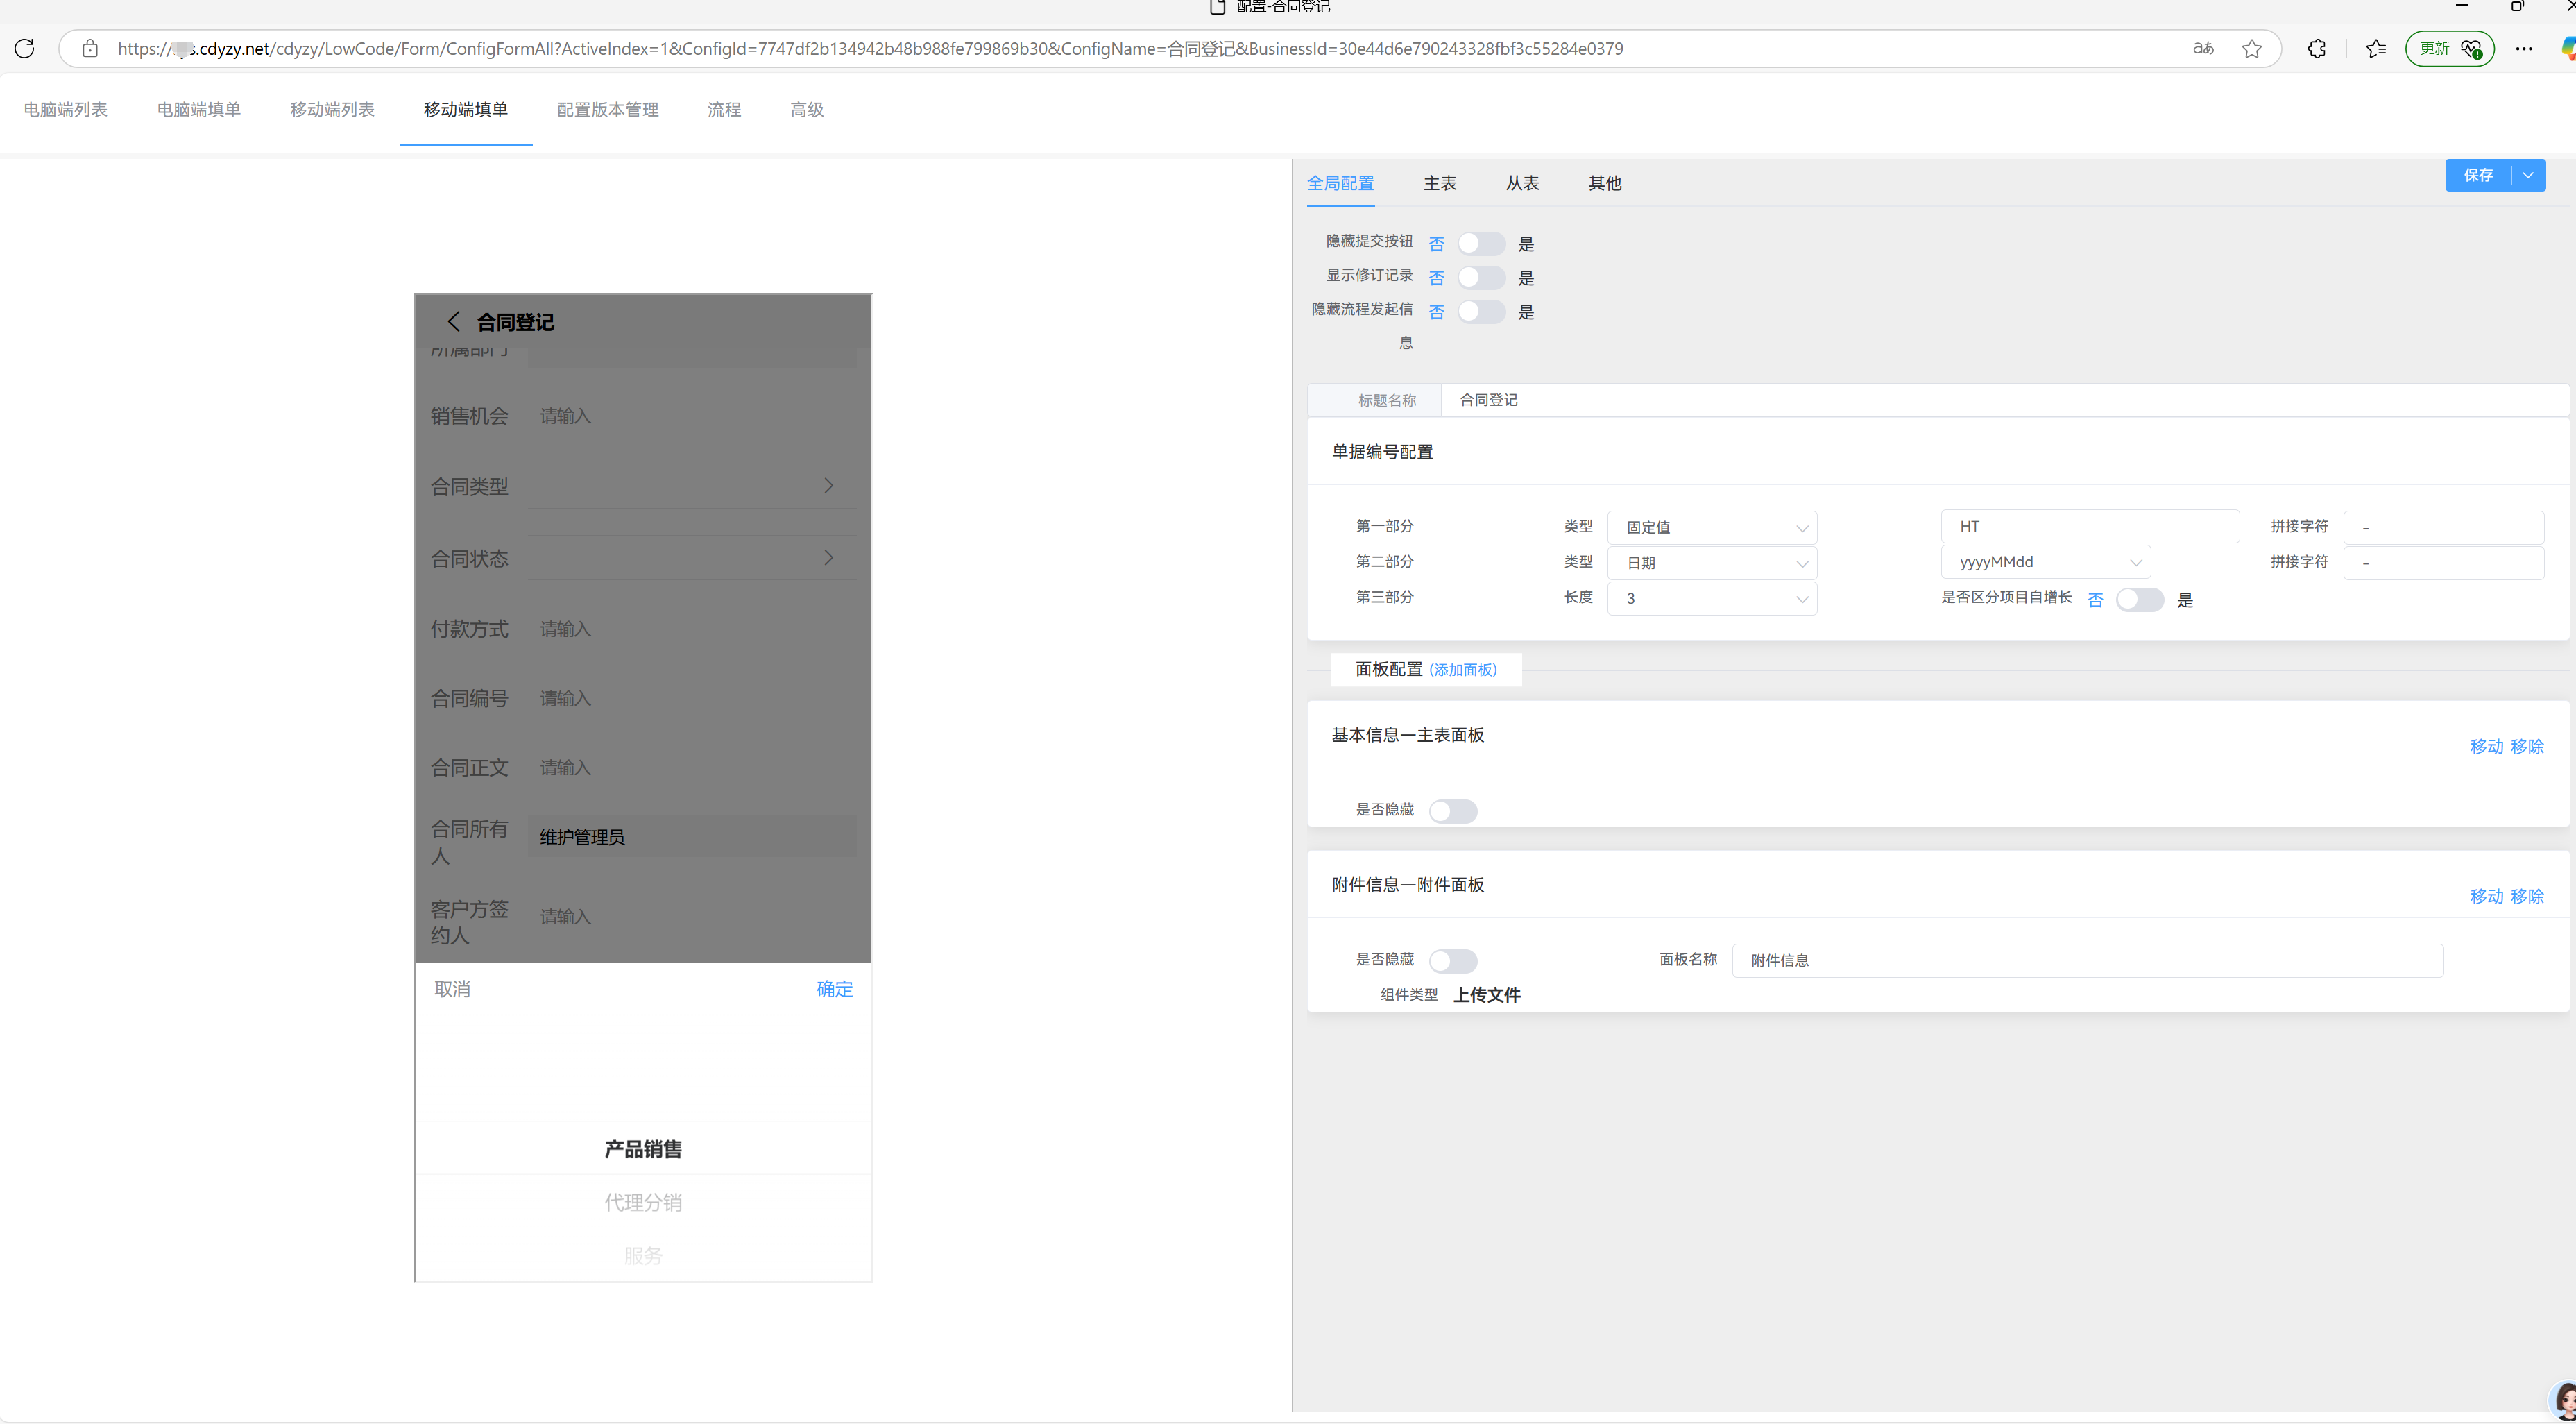 配置-合同登记
https://s.cdyzy.net/cdyzy/LowCode/Form/ConfigFormAll?ActiveIndex=1&ConfigId=7747df2b134942b48b988fe799869b30&ConfigName=合同登记&BusinessId=30e44d6e790243328fbf3c55284e0379
aあ
更新
电脑端列表 电脑端填单 移动端列表 移动端填单 配置版本管理 流程 高级
全局配置 主表 从表 其他
保存
隐藏提交按钮 否 是
显示修订记录 否 是
隐藏流程发起信息 否 是
标题名称 合同登记
单据编号配置
第一部分 类型 固定值 HT 拼接字符 -
第二部分 类型 日期 yyyyMMdd 拼接字符 -
第三部分 长度 3 是否区分项目自增长 否 是
面板配置 (添加面板)
基本信息—主表面板
移动 移除
是否隐藏
附件信息—附件面板
移动 移除
是否隐藏 面板名称 附件信息
组件类型 上传文件
合同登记
所属部门
销售机会 请输入
合同类型
合同状态
付款方式 请输入
合同编号 请输入
合同正文 请输入
合同所有人 维护管理员
客户方签约人 请输入
取消 确定
产品销售
代理分销
服务